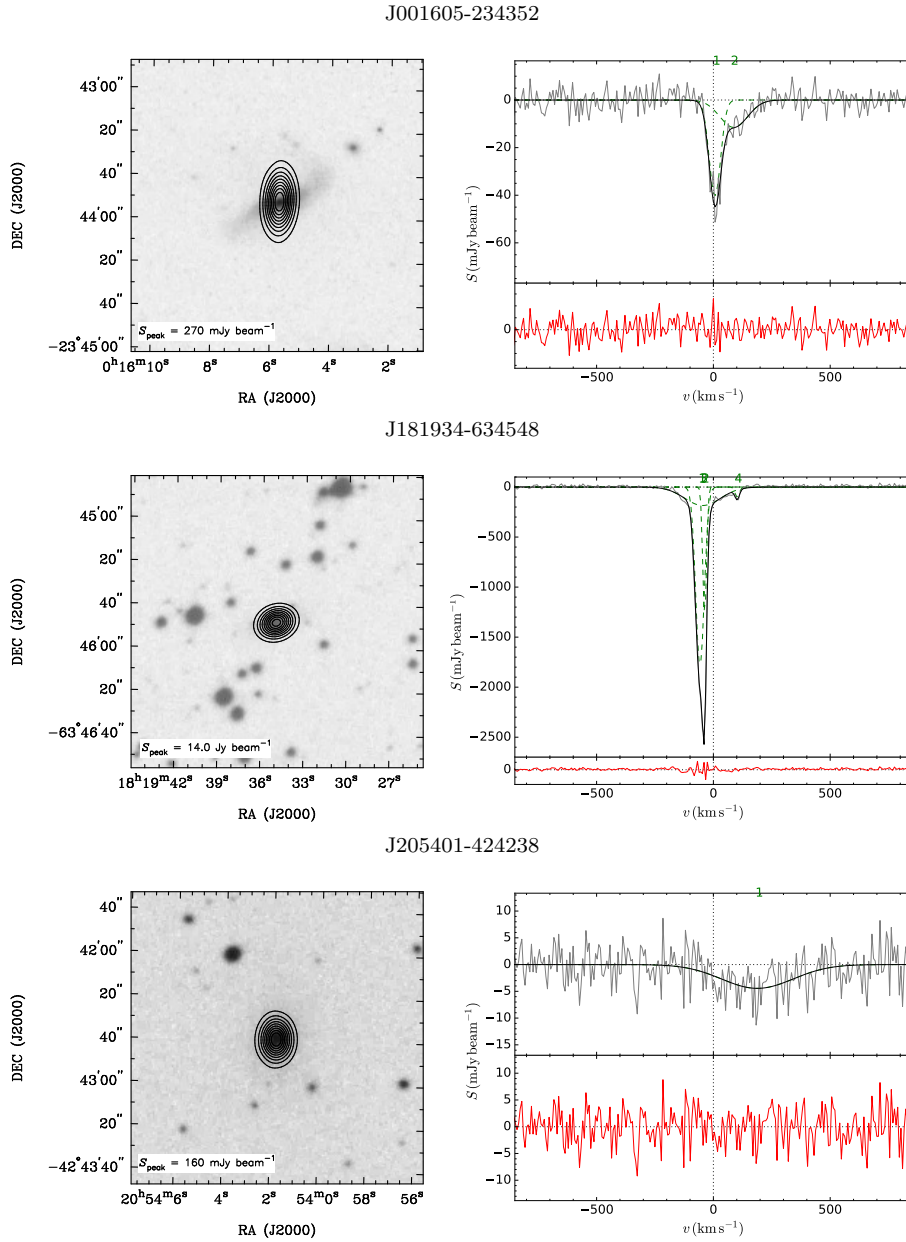 J001605-234352
1 2
43′00″
20″
40″
44′00″
20″
40″
−23°45′00″
DEC (J2000)
S_peak = 270 mJy beam⁻¹
0ʰ16ᵐ10ˢ 8ˢ 6ˢ 4ˢ 2ˢ
RA (J2000)
0
−20
−40
−60
S (mJy beam⁻¹)
0
−500 0 500
v (km s⁻¹)
J181934-634548
4
45′00″
20″
40″
46′00″
20″
−63°46′40″
DEC (J2000)
S_peak = 14.0 Jy beam⁻¹
18ʰ19ᵐ42ˢ 39ˢ 36ˢ 33ˢ 30ˢ 27ˢ
RA (J2000)
0
−500
−1000
−1500
−2000
−2500
S (mJy beam⁻¹)
0
−500 0 500
v (km s⁻¹)
J205401-424238
1
40″
42′00″
20″
40″
43′00″
20″
−42°43′40″
DEC (J2000)
S_peak = 160 mJy beam⁻¹
20ʰ54ᵐ6ˢ 4ˢ 2ˢ 54ᵐ0ˢ 58ˢ 56ˢ
RA (J2000)
10
5
0
−5
−10
−15
S (mJy beam⁻¹)
10
5
0
−5
−10
−500 0 500
v (km s⁻¹)